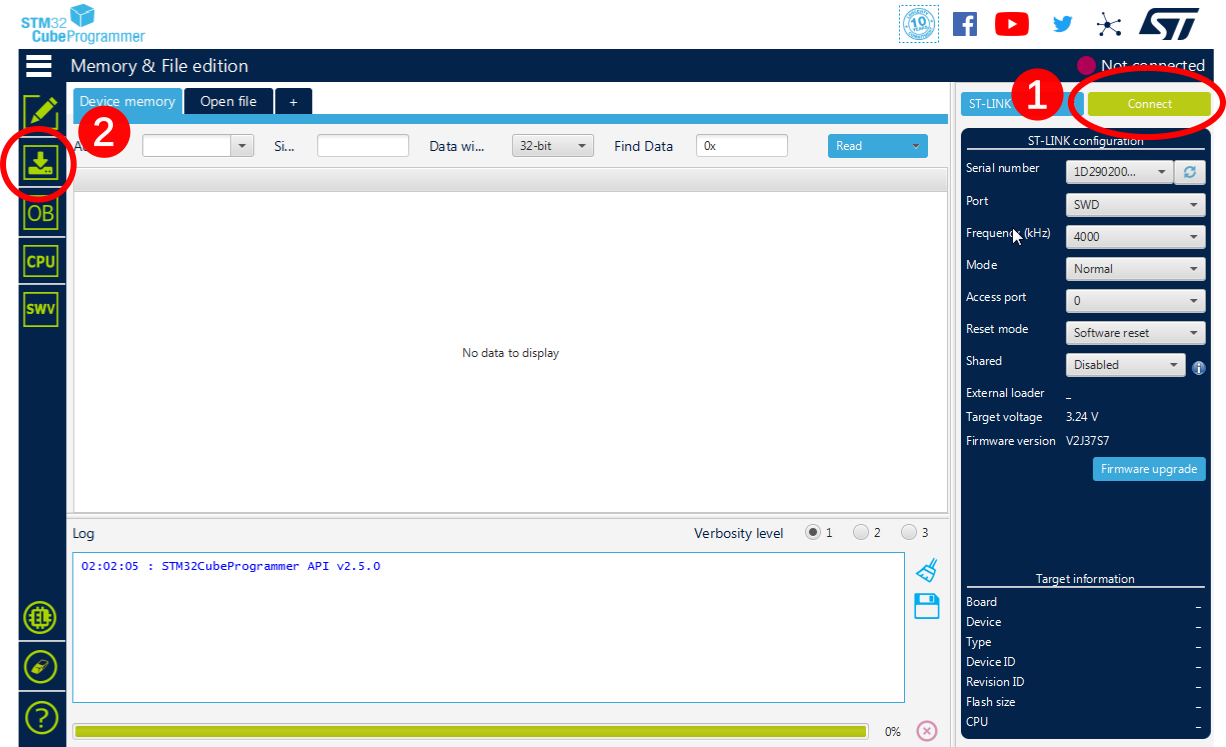 STM32
CubeProgrammer
10 YEARS
ST
Memory & File edition
Not connected
Device memory
Open file
+
ST-LINK
1
Connect
2
Si...
Data wi...
32-bit
Find Data
0x
Read
ST-LINK configuration
Serial number
1D290200...
Port
SWD
Frequency (kHz)
4000
Mode
Normal
Access port
0
Reset mode
Software reset
Shared
Disabled
External loader
_
Target voltage
3.24 V
Firmware version
V2J37S7
Firmware upgrade
OB
CPU
SWV
No data to display
Log
Verbosity level
1
2
3
02:02:05 : STM32CubeProgrammer API v2.5.0
Target information
Board _
Device _
Type _
Device ID _
Revision ID _
Flash size _
CPU _
EL
?
0%